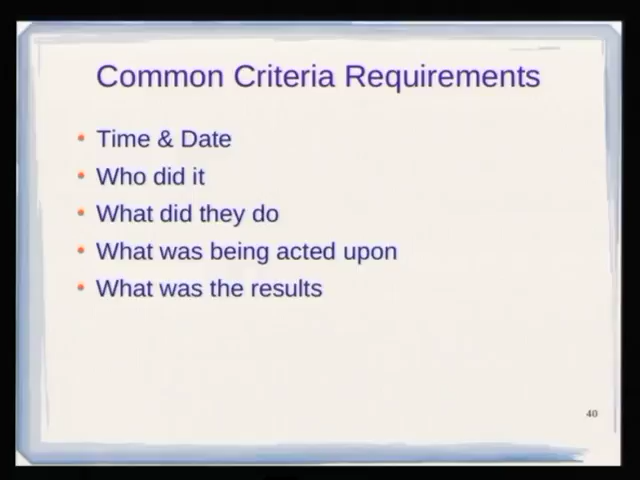 Common Criteria Requirements
Time & Date
Who did it
What did they do
What was being acted upon
What was the results
40